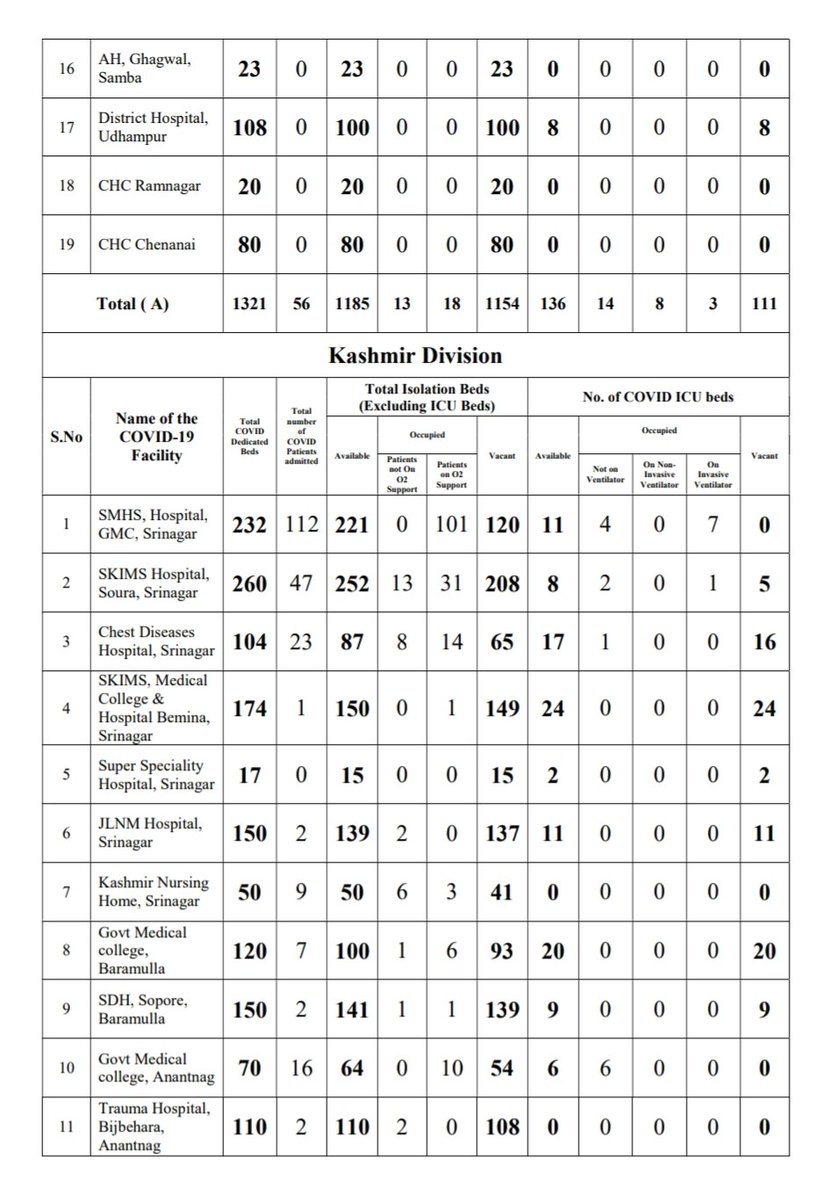 16 AH, Ghagwal, Samba 23 0 23 0 0 23 0 0 0 0 0
17 District Hospital, Udhampur 108 0 100 0 0 100 8 0 0 0 8
18 CHC Ramnagar 20 0 20 0 0 20 0 0 0 0 0
19 CHC Chenanai 80 0 80 0 0 80 0 0 0 0 0
Total ( A) 1321 56 1185 13 18 1154 136 14 8 3 111
Kashmir Division
S.No
Name of the COVID-19 Facility
Total COVID Dedicated Beds
Total number of COVID Patients admitted
Total Isolation Beds (Excluding ICU Beds)
No. of COVID ICU beds
Available
Occupied
Vacant
Available
Occupied
Vacant
Patients not On O2 Support
Patients on O2 Support
Not on Ventilator
On Non-Invasive Ventilator
On Invasive Ventilator
1 SMHS, Hospital, GMC, Srinagar 232 112 221 0 101 120 11 4 0 7 0
2 SKIMS Hospital, Soura, Srinagar 260 47 252 13 31 208 8 2 0 1 5
3 Chest Diseases Hospital, Srinagar 104 23 87 8 14 65 17 1 0 0 16
4 SKIMS, Medical College & Hospital Bemina, Srinagar 174 1 150 0 1 149 24 0 0 0 24
5 Super Speciality Hospital, Srinagar 17 0 15 0 0 15 2 0 0 0 2
6 JLNM Hospital, Srinagar 150 2 139 2 0 137 11 0 0 0 11
7 Kashmir Nursing Home, Srinagar 50 9 50 6 3 41 0 0 0 0 0
8 Govt Medical college, Baramulla 120 7 100 1 6 93 20 0 0 0 20
9 SDH, Sopore, Baramulla 150 2 141 1 1 139 9 0 0 0 9
10 Govt Medical college, Anantnag 70 16 64 0 10 54 6 6 0 0 0
11 Trauma Hospital, Bijbehara, Anantnag 110 2 110 2 0 108 0 0 0 0 0